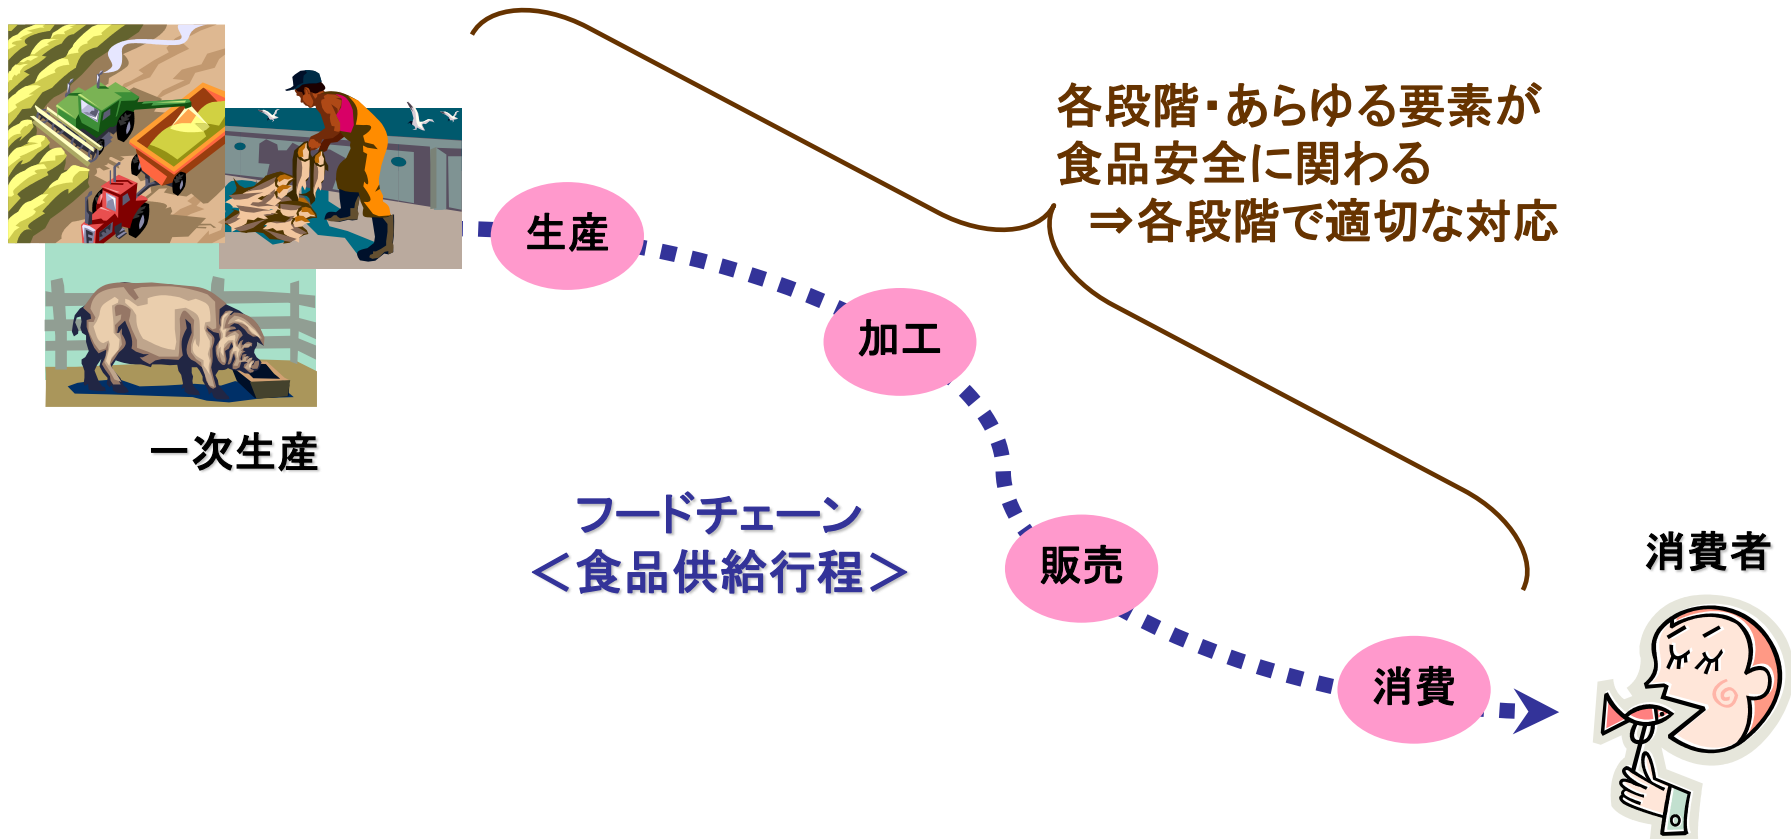 各段階・あらゆる要素が
食品安全に関わる
⇒各段階で適切な対応
生産
加工
一次生産
フードチェーン
＜食品供給行程＞
販売
消費者
消費